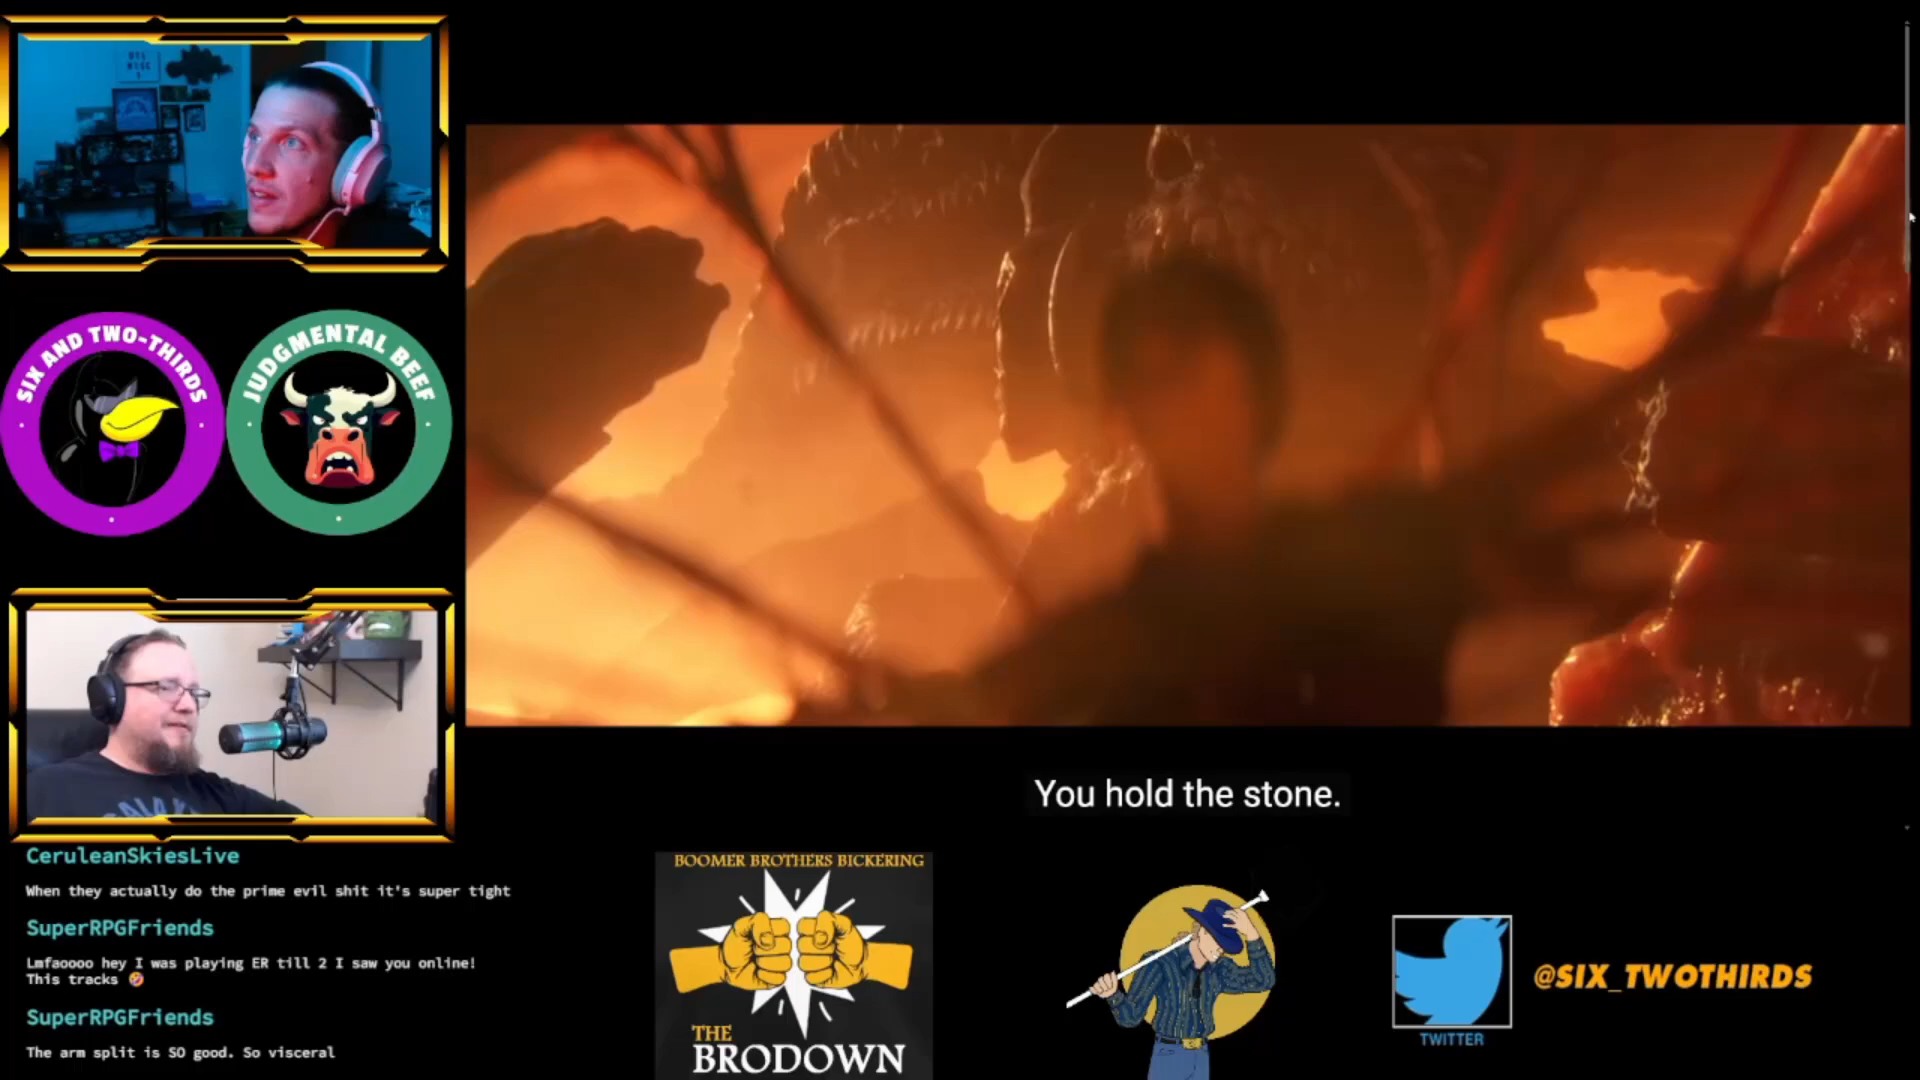 SIX AND TWO-THIRDS
JUDGMENTAL BEEF
You hold the stone.
CeruleanSkiesLive
When they actually do the prime evil shit it's super tight
SuperRPGFriends
Lmfaoooo hey I was playing ER till 2 I saw you online!
This tracks 🤣
SuperRPGFriends
The arm split is SO good. So visceral
BOOMER BROTHERS BICKERING
THE
BRODOWN
TWITTER
@SIX_TWOTHIRDS